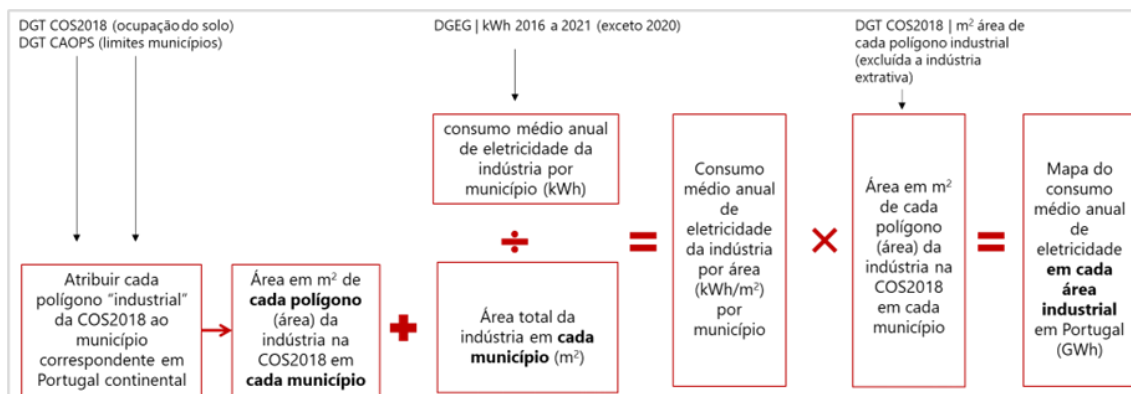 DGT COS2018 (ocupação do solo)
DGT CAOPS (limites municípios)
DGEG | kWh 2016 a 2021 (exceto 2020)
DGT COS2018 | m² área de
cada polígono industrial
(excluída a indústria
extrativa)
Atribuir cada
polígono “industrial”
da COS2018 ao
município
correspondente em
Portugal continental
Área em m² de
cada polígono
(área) da
indústria na
COS2018 em
cada município
+
consumo médio anual
de eletricidade da
indústria por
município (kWh)
÷
Área total da
indústria em cada
município (m²)
=
Consumo
médio anual
de
eletricidade
da indústria
por área
(kWh/m²)
por
município
×
Área em m²
de cada
polígono
(área) da
indústria na
COS2018
em cada
município
=
Mapa do
consumo
médio anual
de
eletricidade
em cada
área
industrial
em Portugal
(GWh)